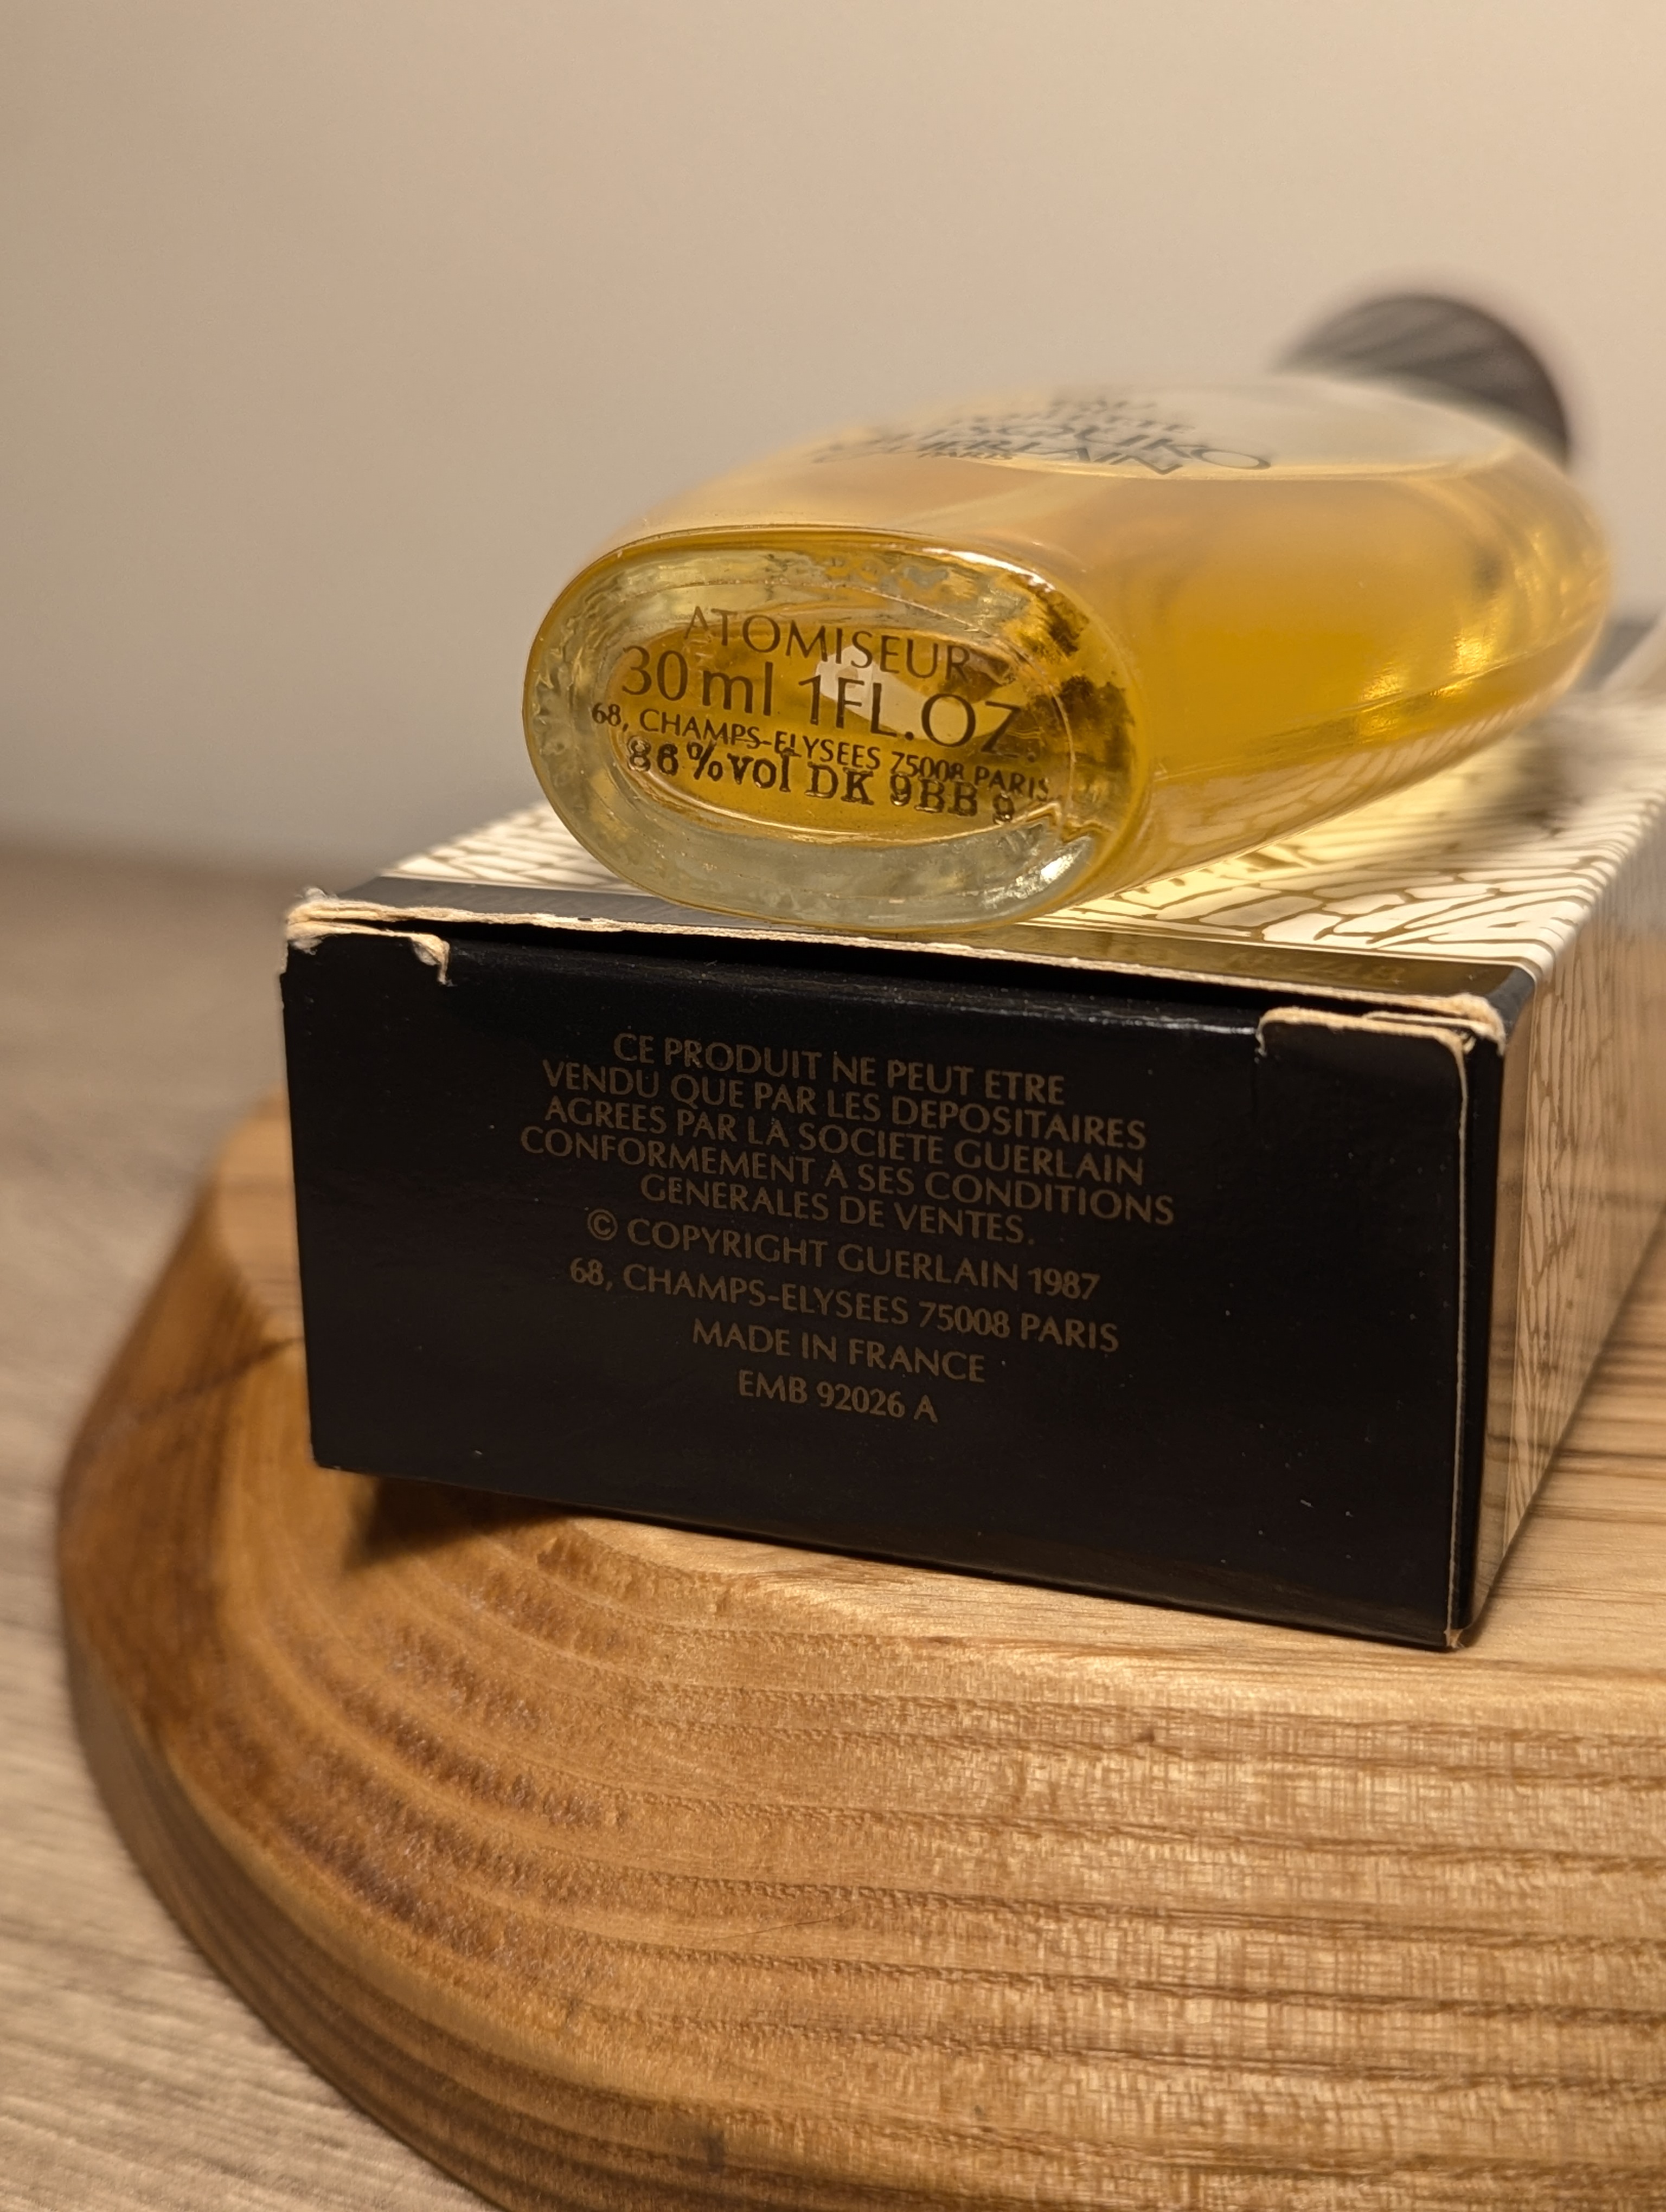 GUERLAIN
PARIS
ATOMISEUR
30 ml 1FL.OZ.
68, CHAMPS-ELYSEES 75008 PARIS
86%vol DK 9BB 9
CE PRODUIT NE PEUT ETRE
VENDU QUE PAR LES DEPOSITAIRES
AGREES PAR LA SOCIETE GUERLAIN
CONFORMEMENT A SES CONDITIONS
GENERALES DE VENTES.
© COPYRIGHT GUERLAIN 1987
68, CHAMPS-ELYSEES 75008 PARIS
MADE IN FRANCE
EMB 92026 A